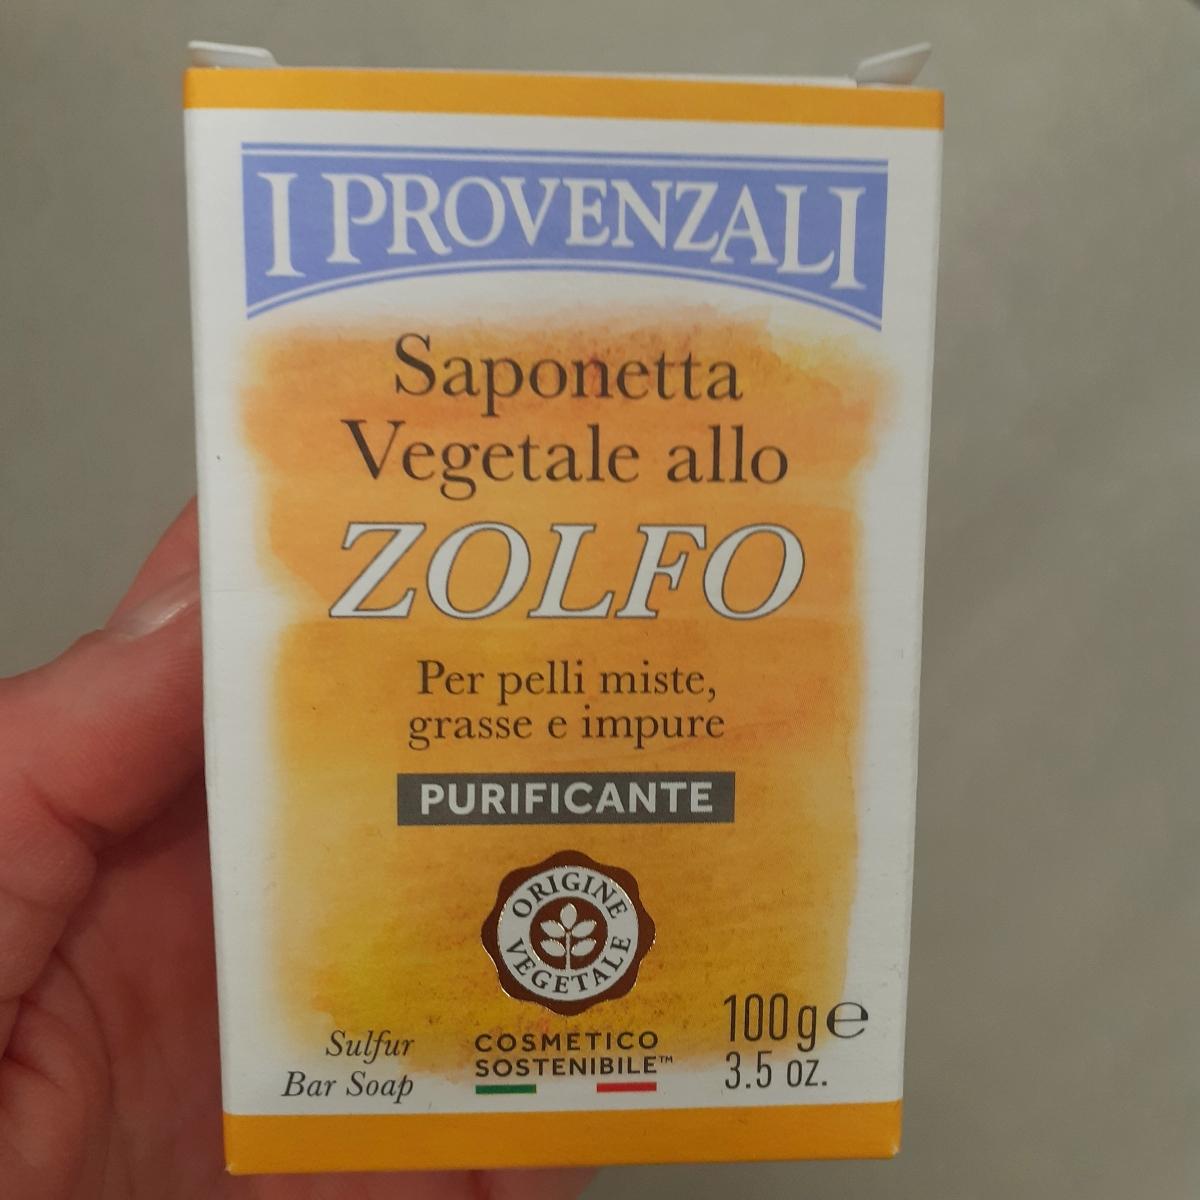 I PROVENZALI
Saponetta
Vegetale allo
ZOLFO
Per pelli miste,
grasse e impure
PURIFICANTE
ORIGINE
VEGETALE
Sulfur
Bar Soap
COSMETICO
SOSTENIBILE™
100g℮
3.5 oz.